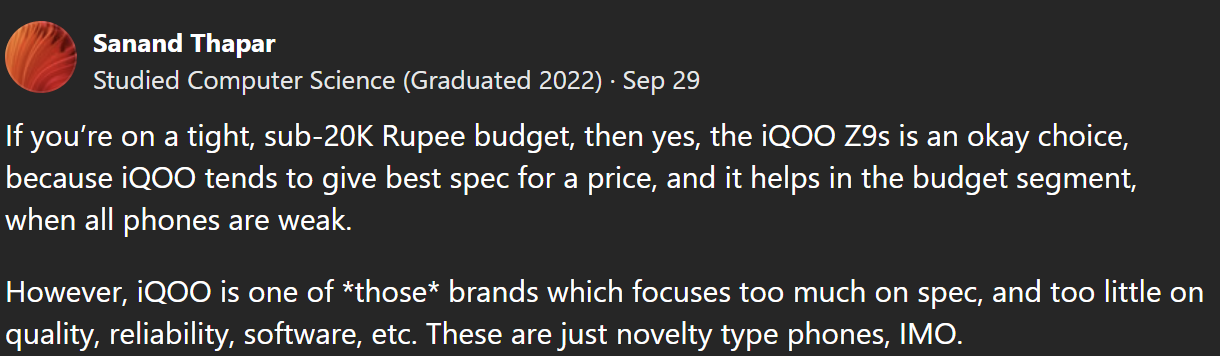 Sanand Thapar
Studied Computer Science (Graduated 2022) · Sep 29
If you’re on a tight, sub-20K Rupee budget, then yes, the iQOO Z9s is an okay choice,
because iQOO tends to give best spec for a price, and it helps in the budget segment,
when all phones are weak.
However, iQOO is one of *those* brands which focuses too much on spec, and too little on
quality, reliability, software, etc. These are just novelty type phones, IMO.